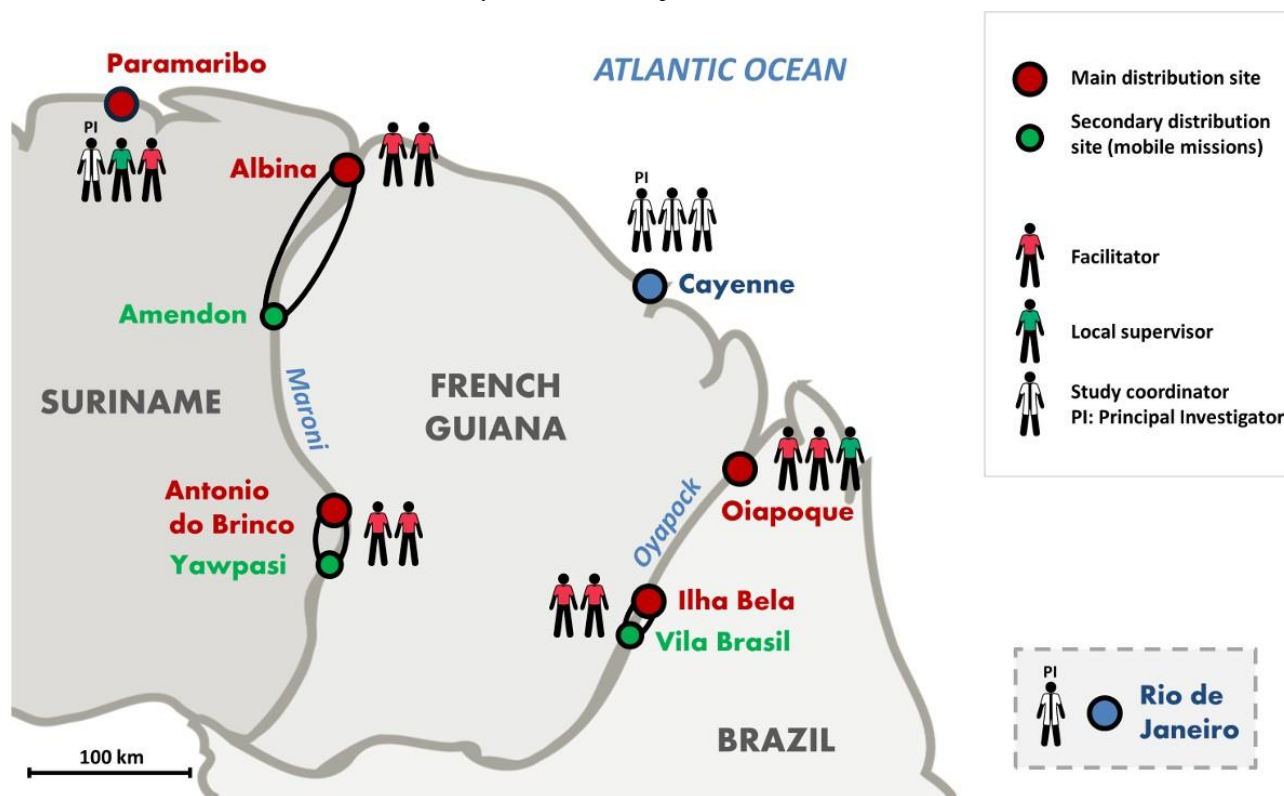 Paramaribo
ATLANTIC OCEAN
PI
Albina
PI
Cayenne
Amendon
SURINAME
Maroni
FRENCH
GUIANA
Antonio
do Brinco
Yawpasi
Oyapock
Oiapoque
Ilha Bela
Vila Brasil
BRAZIL
100 km
Main distribution site
Secondary distribution
site (mobile missions)
Facilitator
Local supervisor
Study coordinator
PI: Principal Investigator
PI
Rio de
Janeiro